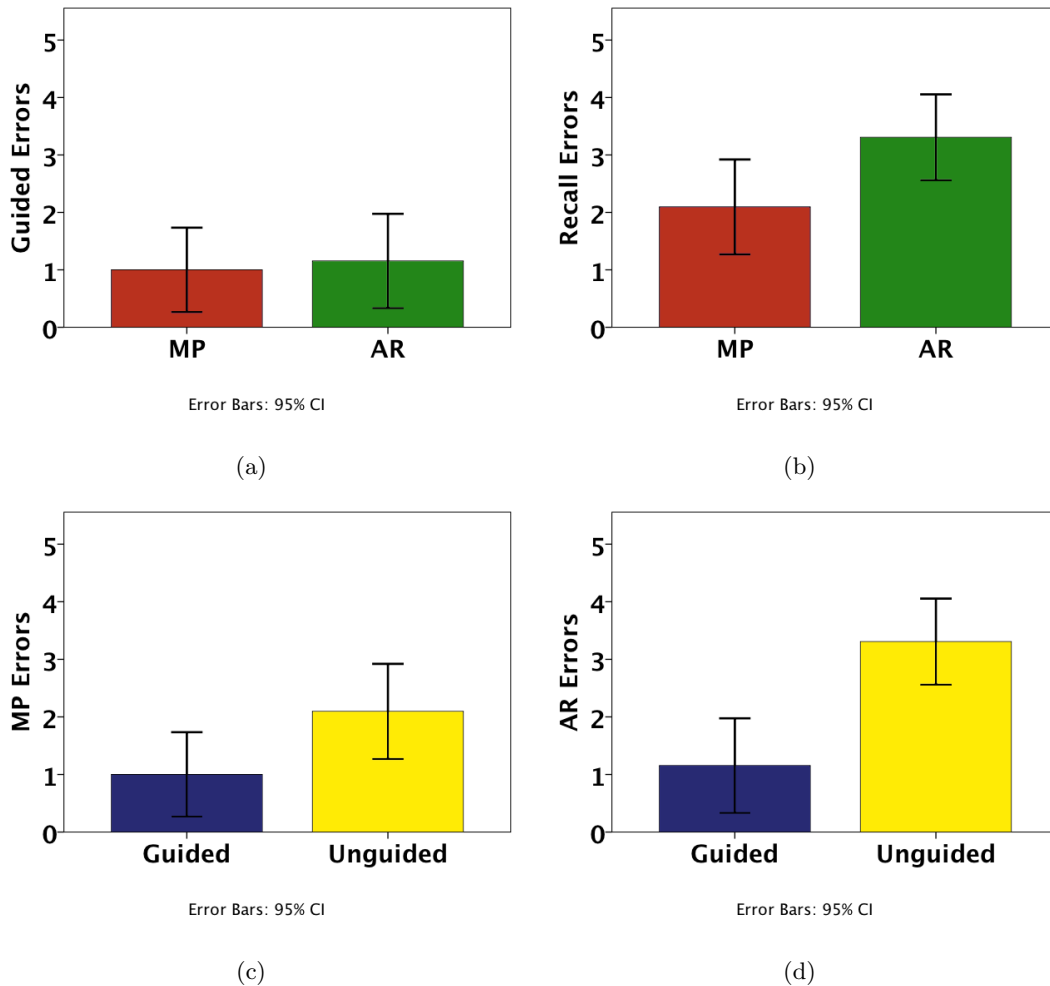 Guided Errors
5
4
3
2
1
0
MP AR
Error Bars: 95% CI
(a)
Recall Errors
5
4
3
2
1
0
MP AR
Error Bars: 95% CI
(b)
MP Errors
5
4
3
2
1
0
Guided Unguided
Error Bars: 95% CI
(c)
AR Errors
5
4
3
2
1
0
Guided Unguided
Error Bars: 95% CI
(d)